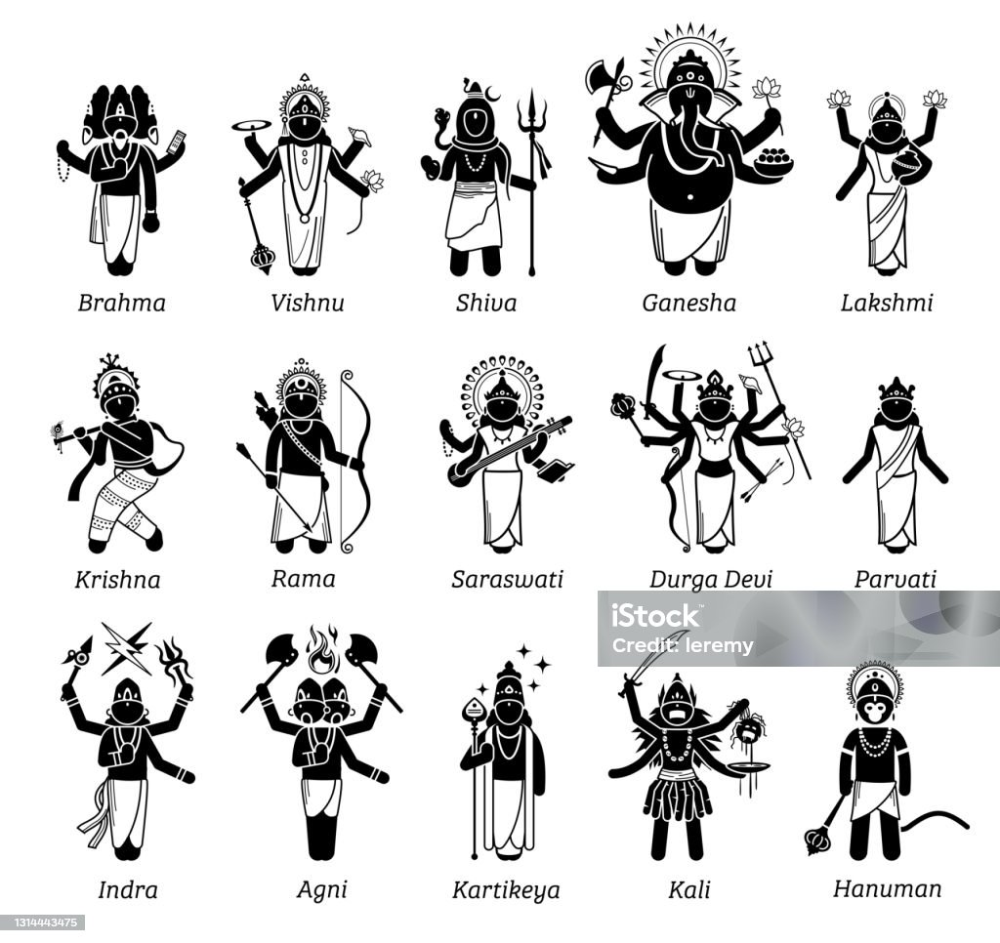 Brahma
Vishnu
Shiva
Ganesha
Lakshmi
Krishna
Rama
Saraswati
Durga Devi
Parvati
iStock™
Credit: leremy
Indra
Agni
Kartikeya
Kali
Hanuman
1314443475